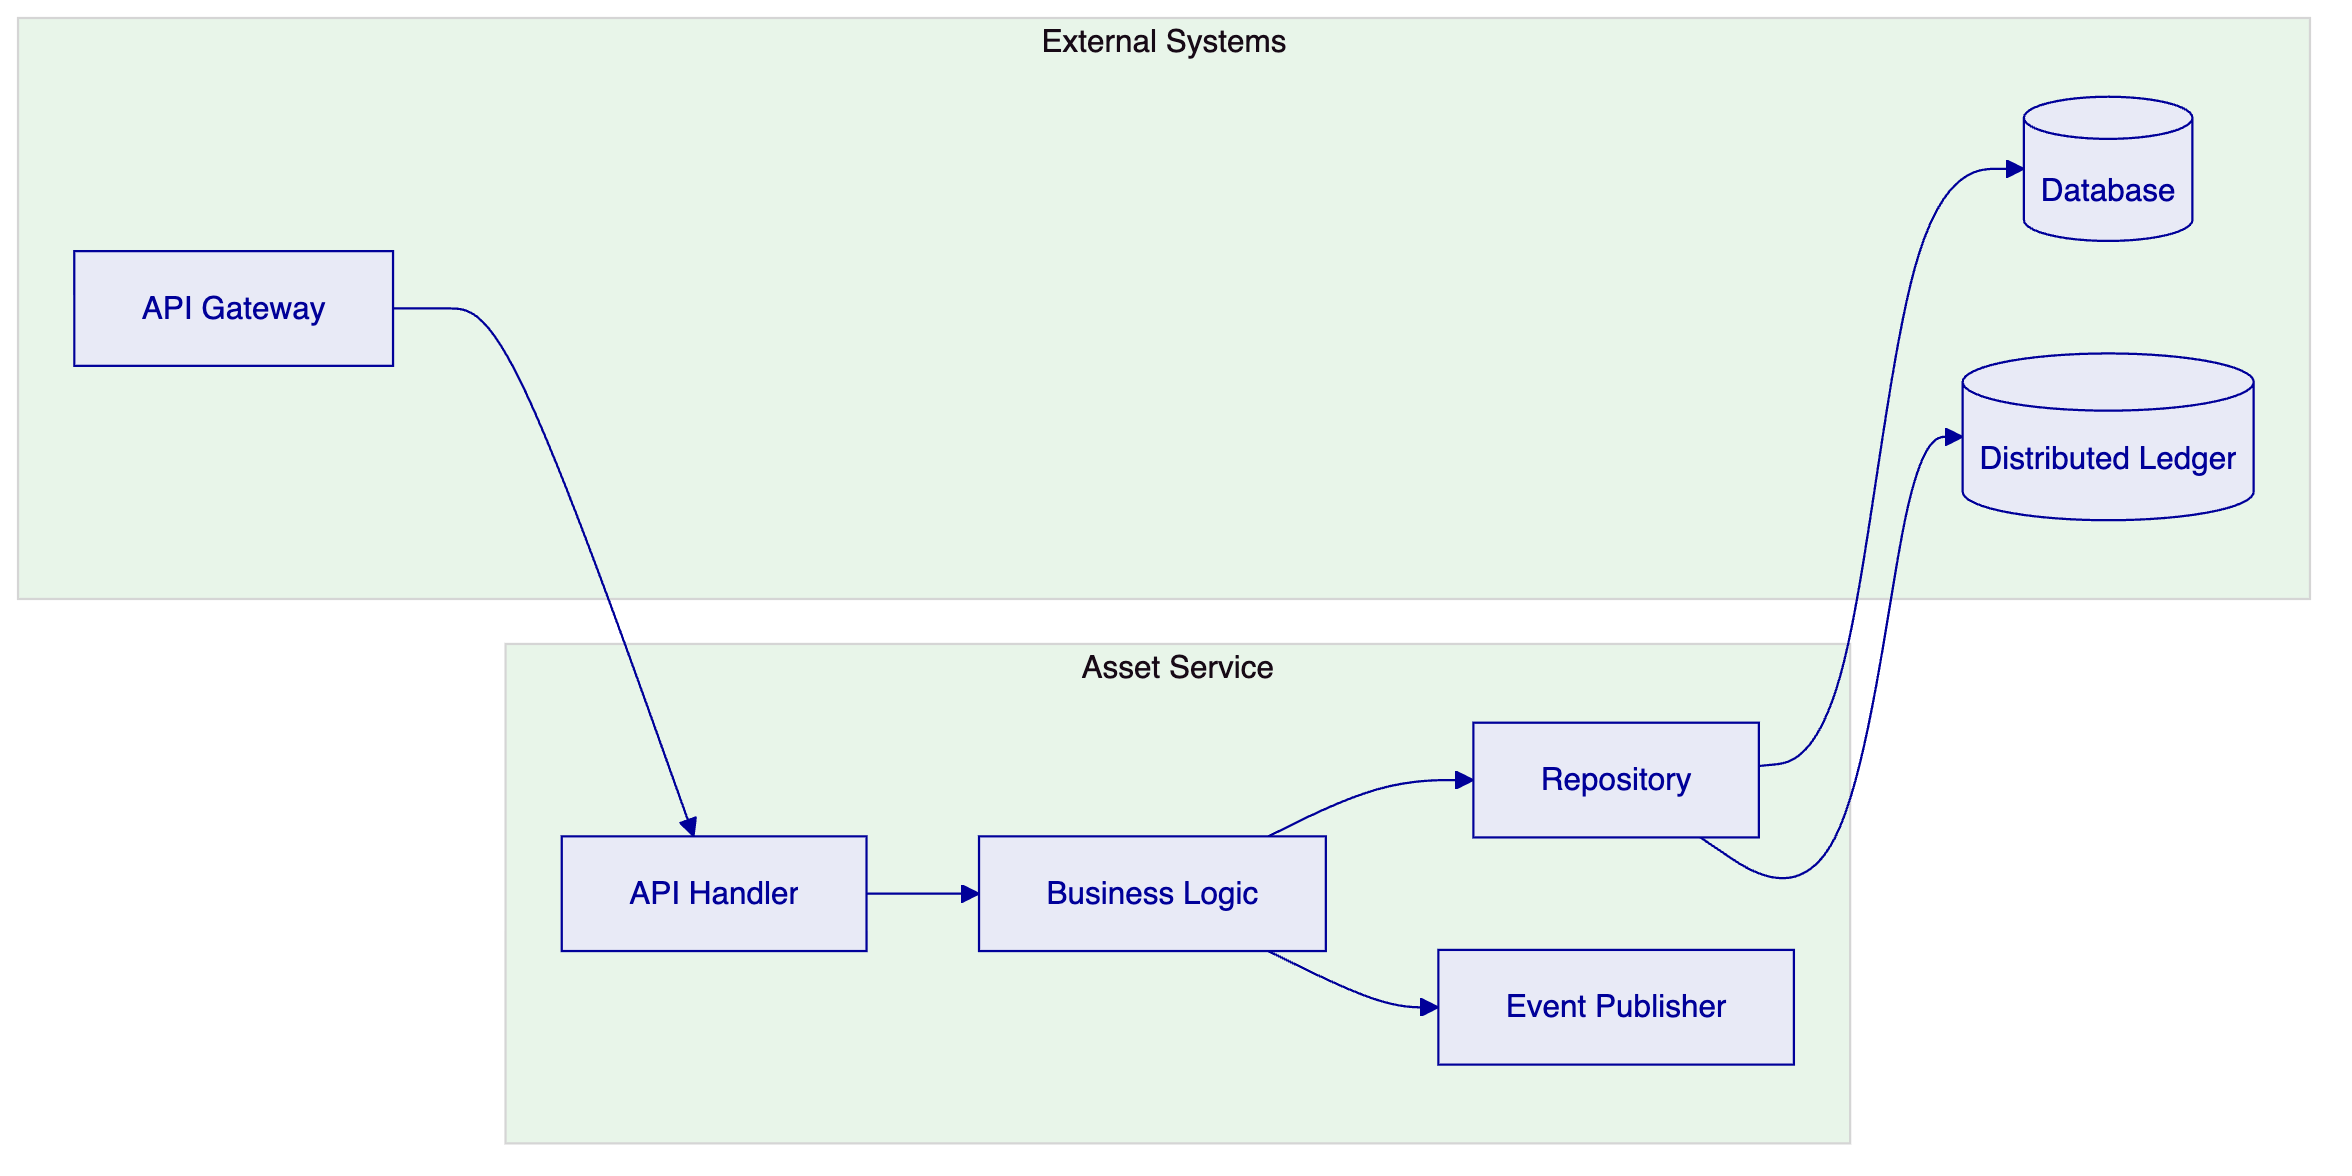 External Systems
Database
API Gateway
Distributed Ledger
Asset Service
Repository
API Handler
Business Logic
Event Publisher